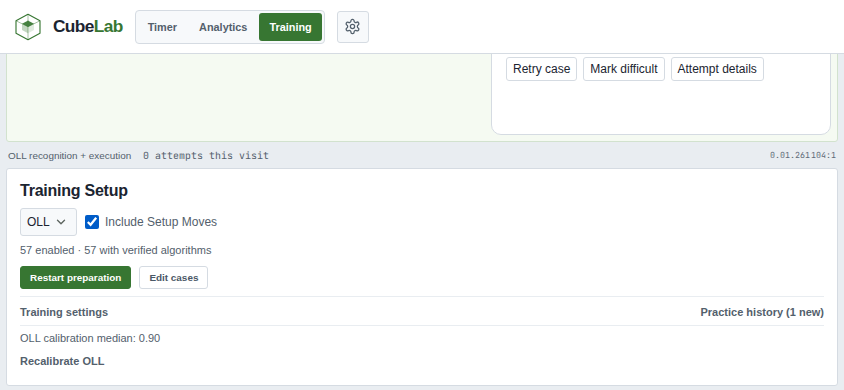 CubeLab Timer Analytics Training
Retry case Mark difficult Attempt details
OLL recognition + execution 0 attempts this visit 0.01.261104:1
Training Setup
OLL Include Setup Moves
57 enabled · 57 with verified algorithms
Restart preparation Edit cases
Training settings Practice history (1 new)
OLL calibration median: 0.90
Recalibrate OLL